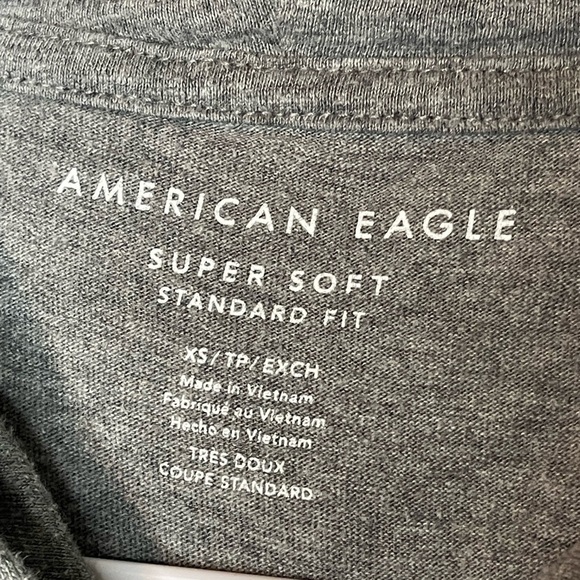 AMERICAN EAGLE
SUPER SOFT
STANDARD FIT
XS/TP/EXCH
Made in Vietnam
Fabriqué au Vietnam
Hecho en Vietnam
TRÈS DOUX
COUPE STANDARD